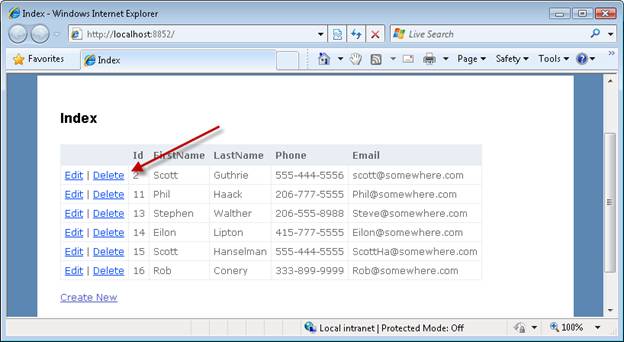 Index - Windows Internet Explorer
http://localhost:8852/
Live Search
Favorites Index Page Safety Tools
Index
Id FirstName LastName Phone Email
Edit | Delete 2 Scott Guthrie 555-444-5556 scott@somewhere.com
Edit | Delete 11 Phil Haack 206-777-5555 Phil@somewhere.com
Edit | Delete 13 Stephen Walther 206-555-8988 Steve@somewhere.com
Edit | Delete 14 Eilon Lipton 415-777-5555 Eilon@somewhere.com
Edit | Delete 15 Scott Hanselman 555-444-5555 ScottHa@somewhere.com
Edit | Delete 16 Rob Conery 333-899-9999 Rob@somewhere.com
Create New
Local intranet | Protected Mode: Off 100%